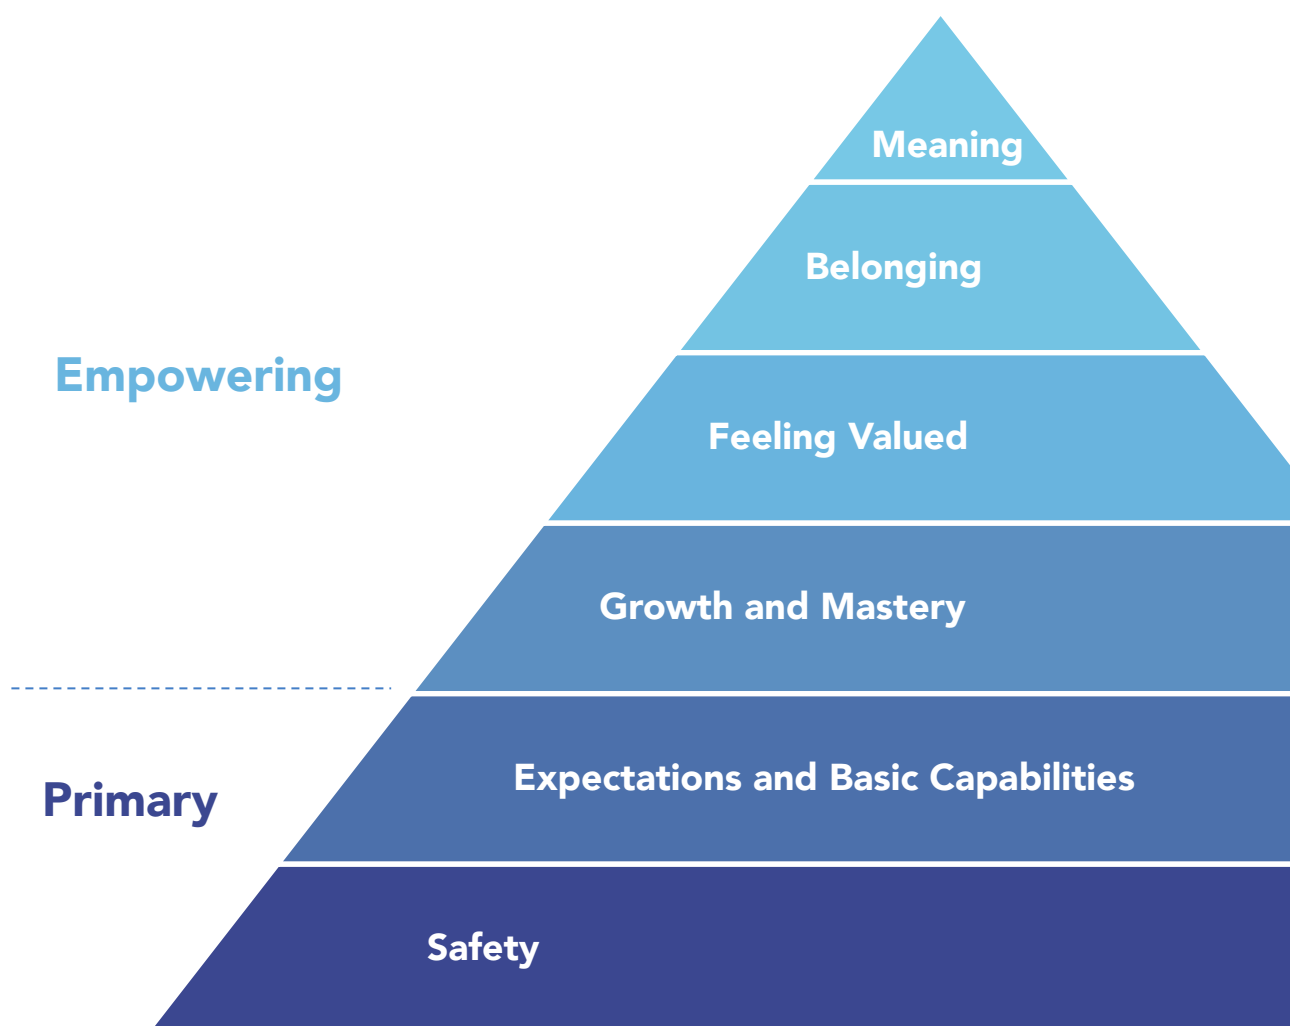 Meaning
Belonging
Empowering
Feeling Valued
Growth and Mastery
Expectations and Basic Capabilities
Primary
Safety